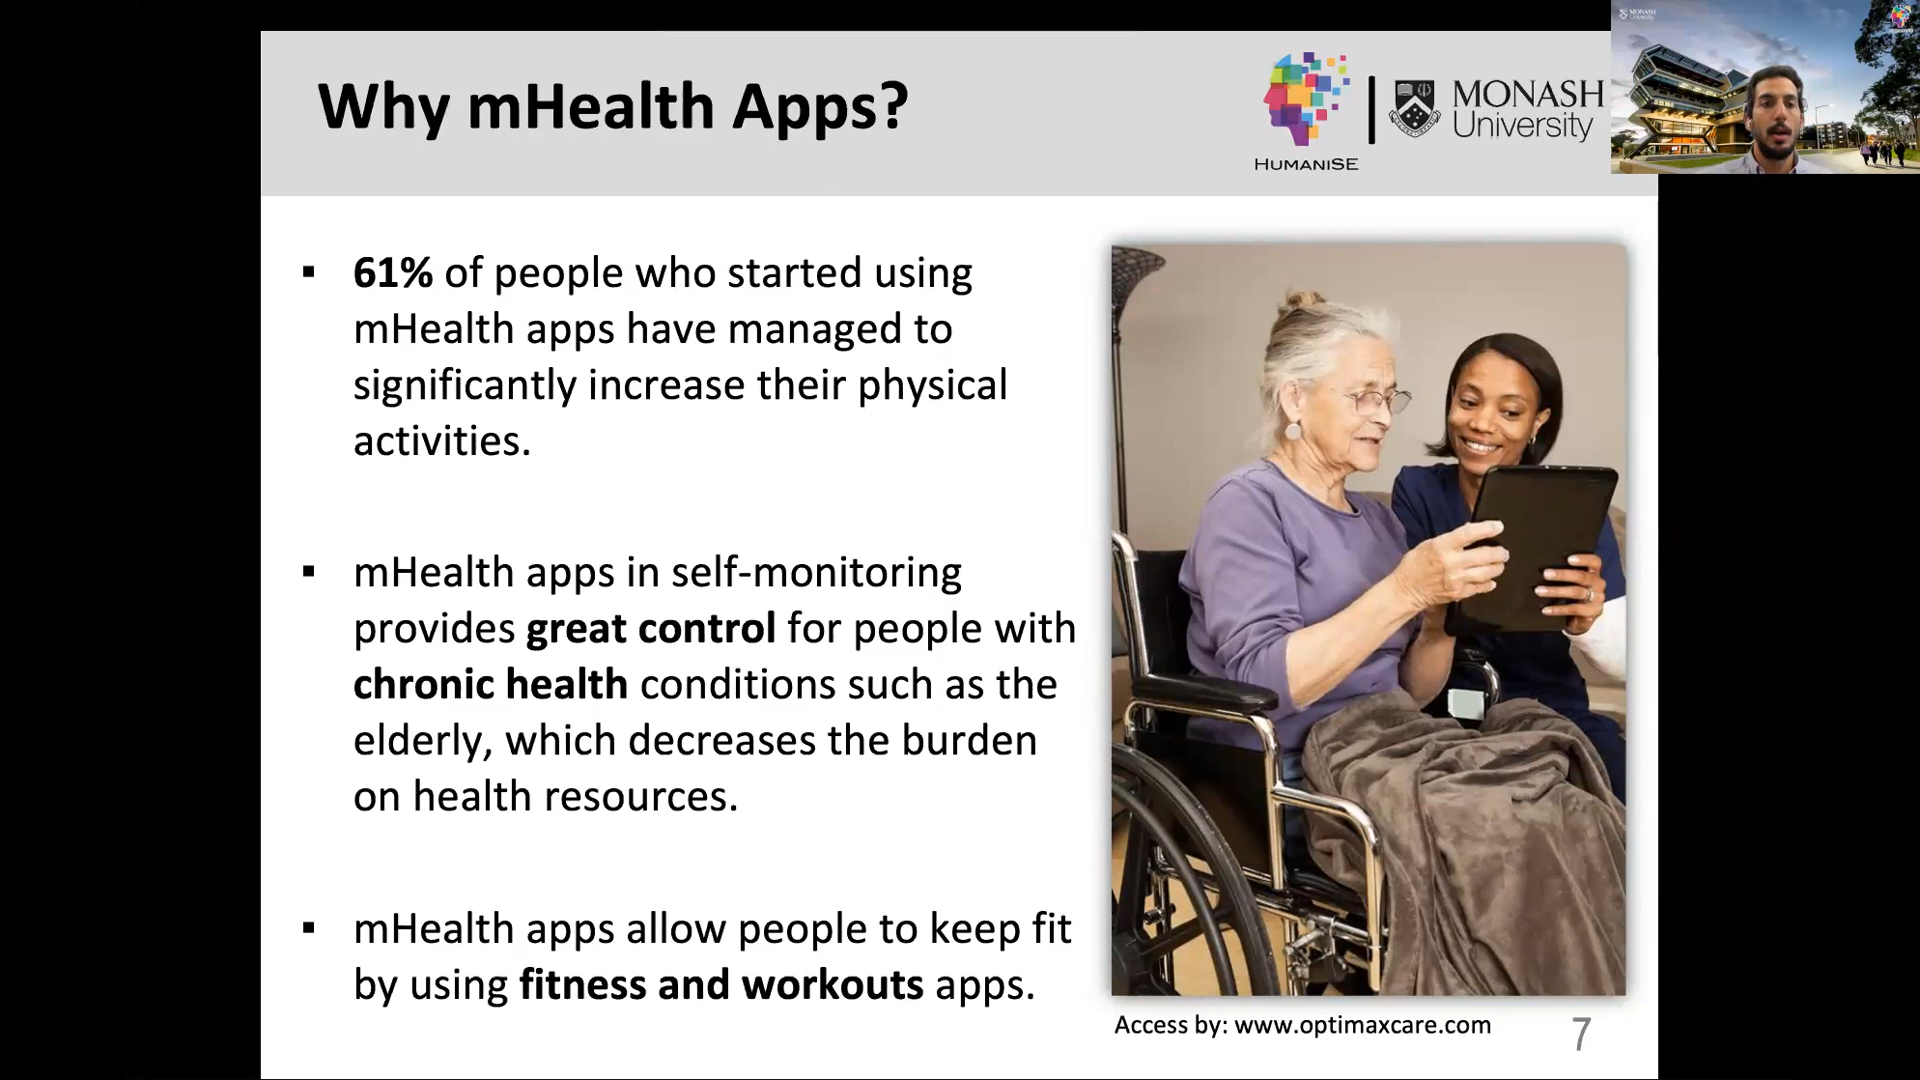 Why mHealth Apps?
HUMANISE
MONASH
University
MONASH
University
▪ 61% of people who started using
mHealth apps have managed to
significantly increase their physical
activities.
▪ mHealth apps in self-monitoring
provides great control for people with
chronic health conditions such as the
elderly, which decreases the burden
on health resources.
▪ mHealth apps allow people to keep fit
by using fitness and workouts apps.
Access by: www.optimaxcare.com
7